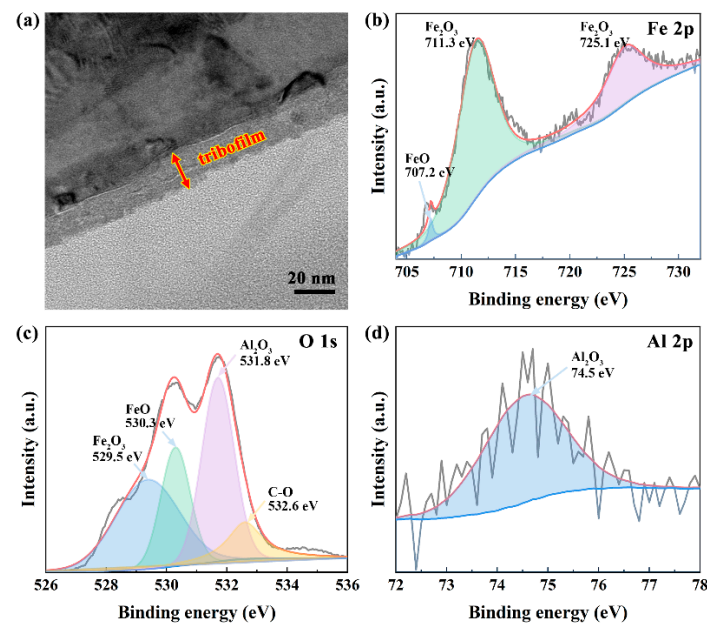 (a)
tribofilm
20 nm
(b)
Fe₂O₃
711.3 eV
Fe₂O₃
725.1 eV
Fe 2p
FeO
707.2 eV
Intensity (a.u.)
705 710 715 720 725 730
Binding energy (eV)
(c)
O 1s
Al₂O₃
531.8 eV
FeO
530.3 eV
Fe₂O₃
529.5 eV
C-O
532.6 eV
Intensity (a.u.)
526 528 530 532 534 536
Binding energy (eV)
(d)
Al 2p
Al₂O₃
74.5 eV
Intensity (a.u.)
72 73 74 75 76 77 78
Binding energy (eV)